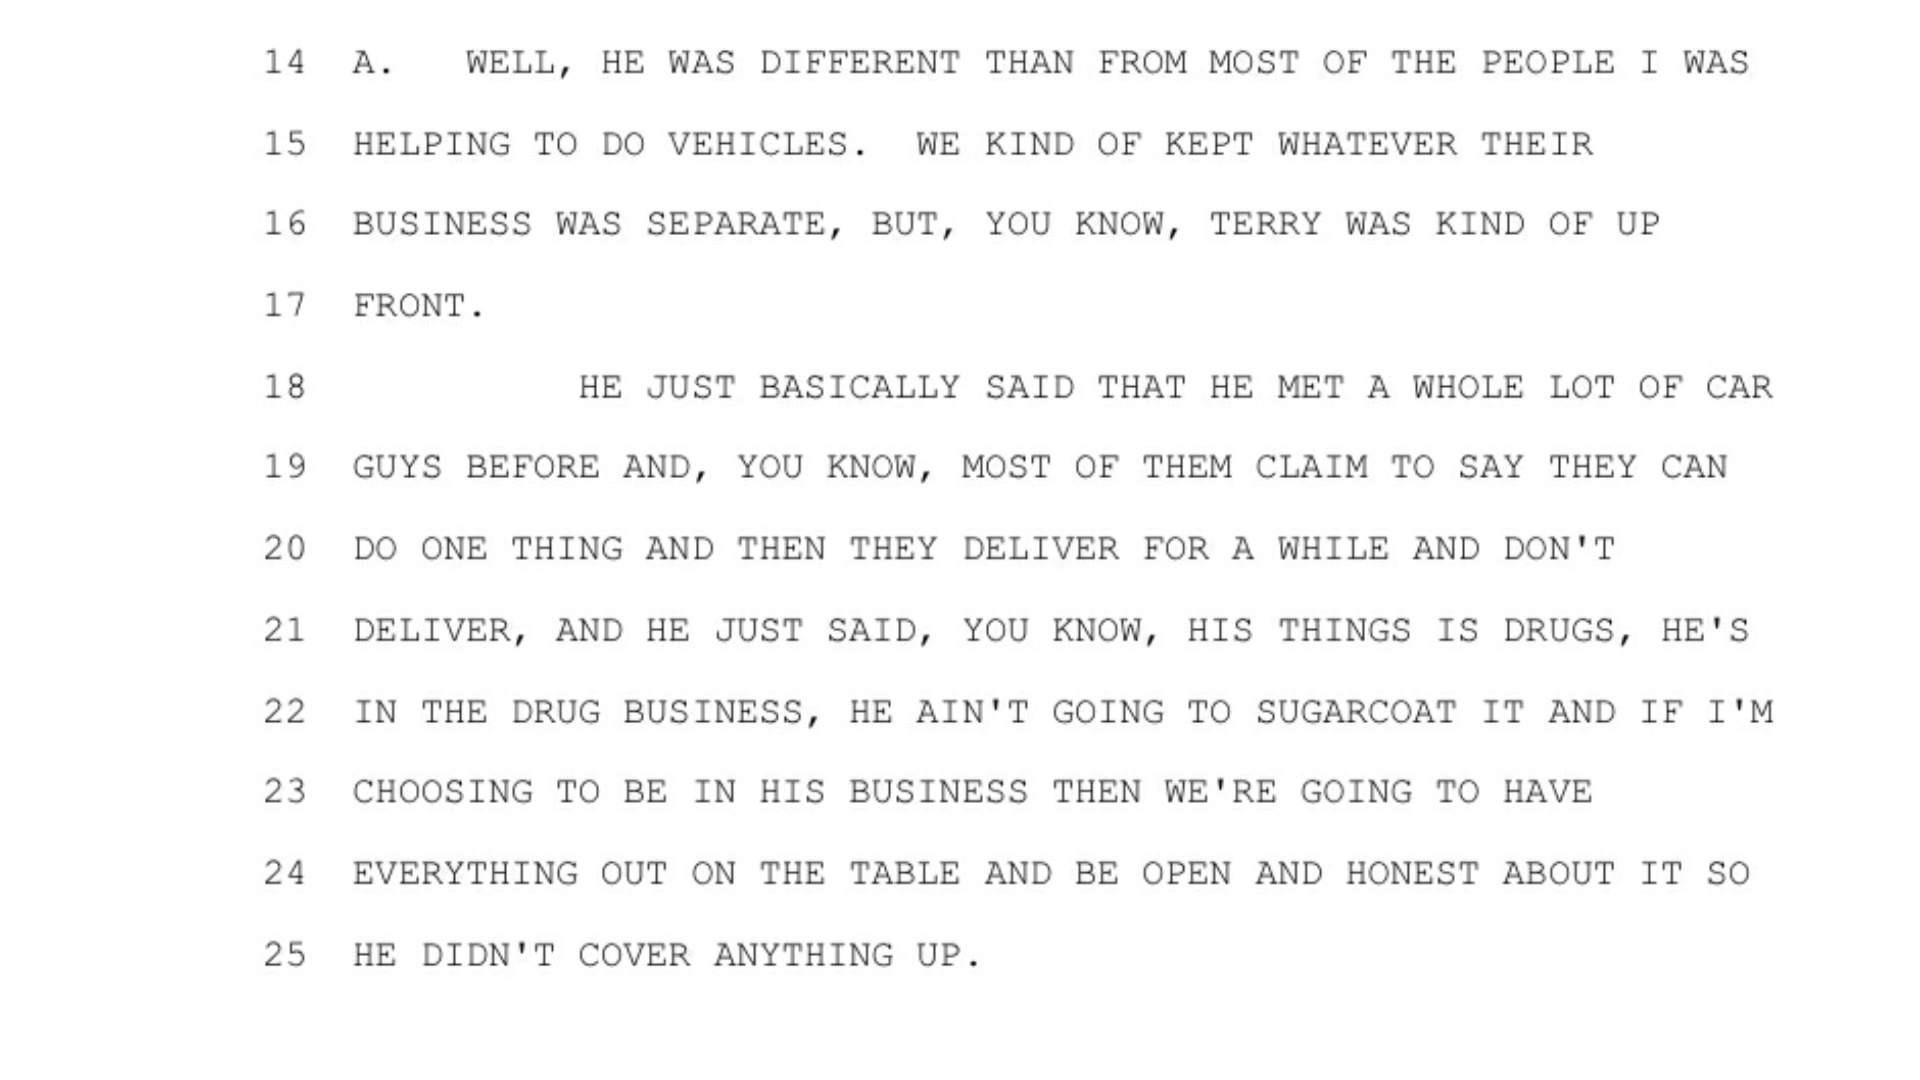 14 A. WELL, HE WAS DIFFERENT THAN FROM MOST OF THE PEOPLE I WAS
15 HELPING TO DO VEHICLES. WE KIND OF KEPT WHATEVER THEIR
16 BUSINESS WAS SEPARATE, BUT, YOU KNOW, TERRY WAS KIND OF UP
17 FRONT.
18 HE JUST BASICALLY SAID THAT HE MET A WHOLE LOT OF CAR
19 GUYS BEFORE AND, YOU KNOW, MOST OF THEM CLAIM TO SAY THEY CAN
20 DO ONE THING AND THEN THEY DELIVER FOR A WHILE AND DON'T
21 DELIVER, AND HE JUST SAID, YOU KNOW, HIS THINGS IS DRUGS, HE'S
22 IN THE DRUG BUSINESS, HE AIN'T GOING TO SUGARCOAT IT AND IF I'M
23 CHOOSING TO BE IN HIS BUSINESS THEN WE'RE GOING TO HAVE
24 EVERYTHING OUT ON THE TABLE AND BE OPEN AND HONEST ABOUT IT SO
25 HE DIDN'T COVER ANYTHING UP.